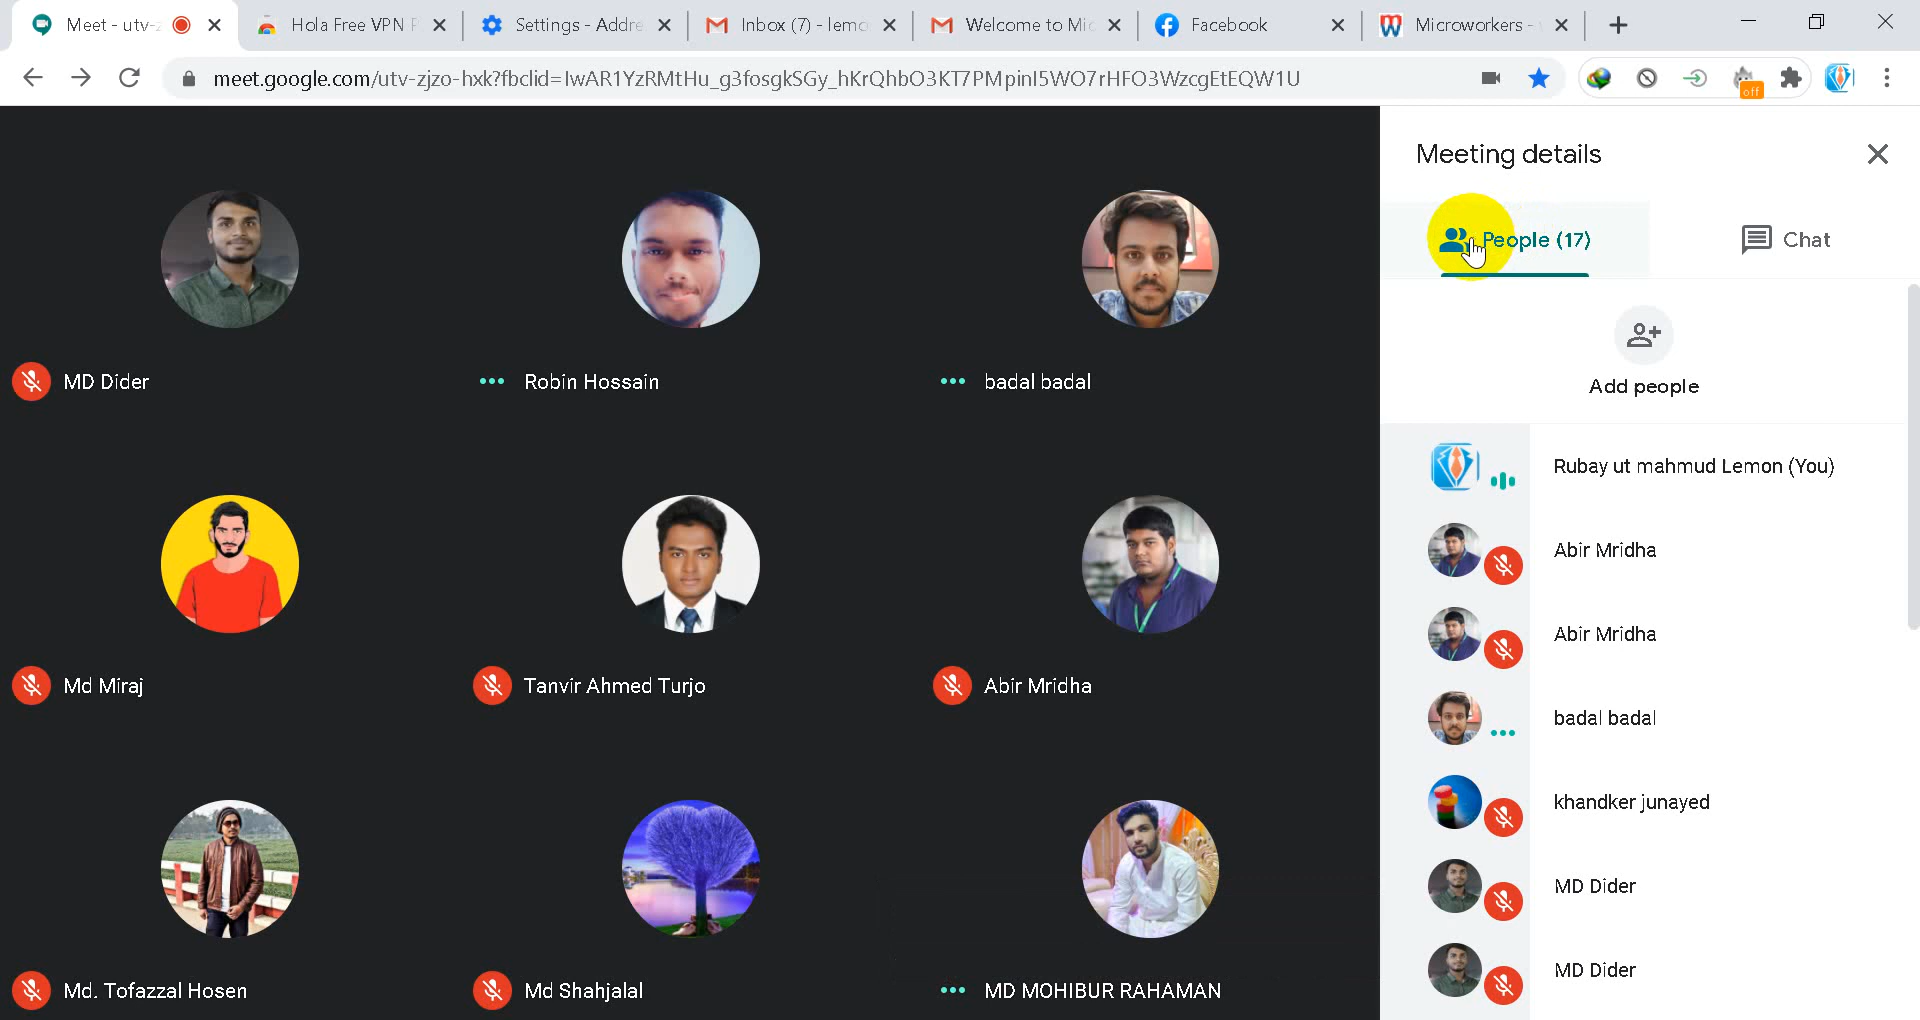 Meet - utv-z
Hola Free VPN P
Settings - Addre
Inbox (7) - lemo
Welcome to Mic
Facebook
Microworkers -
meet.google.com/utv-zjzo-hxk?fbclid=IwAR1YzRMtHu_g3fosgkSGy_hKrQhbO3KT7PMpinI5WO7rHFO3WzcgEtEQW1U
off
Meeting details
People (17)
Chat
Add people
MD Dider
Robin Hossain
badal badal
Md Miraj
Tanvir Ahmed Turjo
Abir Mridha
Md. Tofazzal Hosen
Md Shahjalal
MD MOHIBUR RAHAMAN
Rubay ut mahmud Lemon (You)
Abir Mridha
Abir Mridha
badal badal
khandker junayed
MD Dider
MD Dider